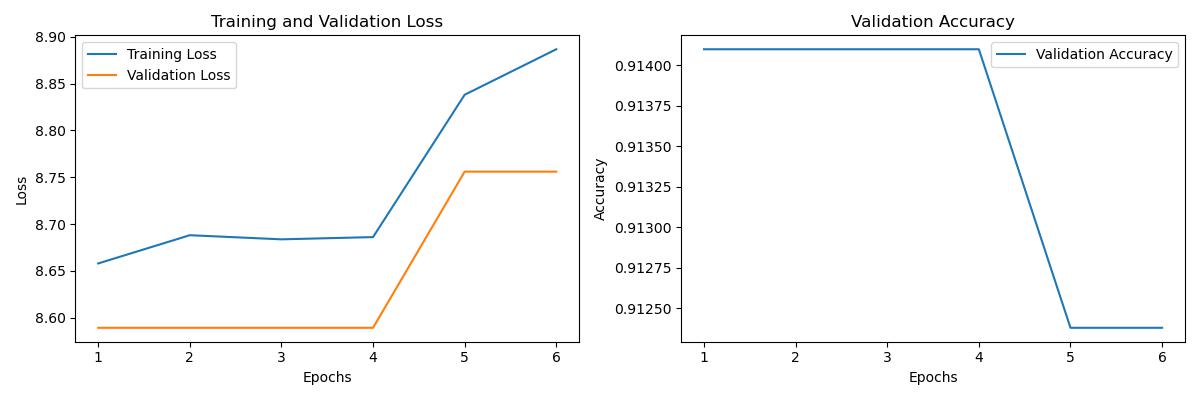 Training and Validation Loss
Training Loss
Validation Loss
8.90
8.85
8.80
8.75
8.70
8.65
8.60
Loss
1 2 3 4 5 6
Epochs
Validation Accuracy
Validation Accuracy
0.91400
0.91375
0.91350
0.91325
0.91300
0.91275
0.91250
Accuracy
1 2 3 4 5 6
Epochs